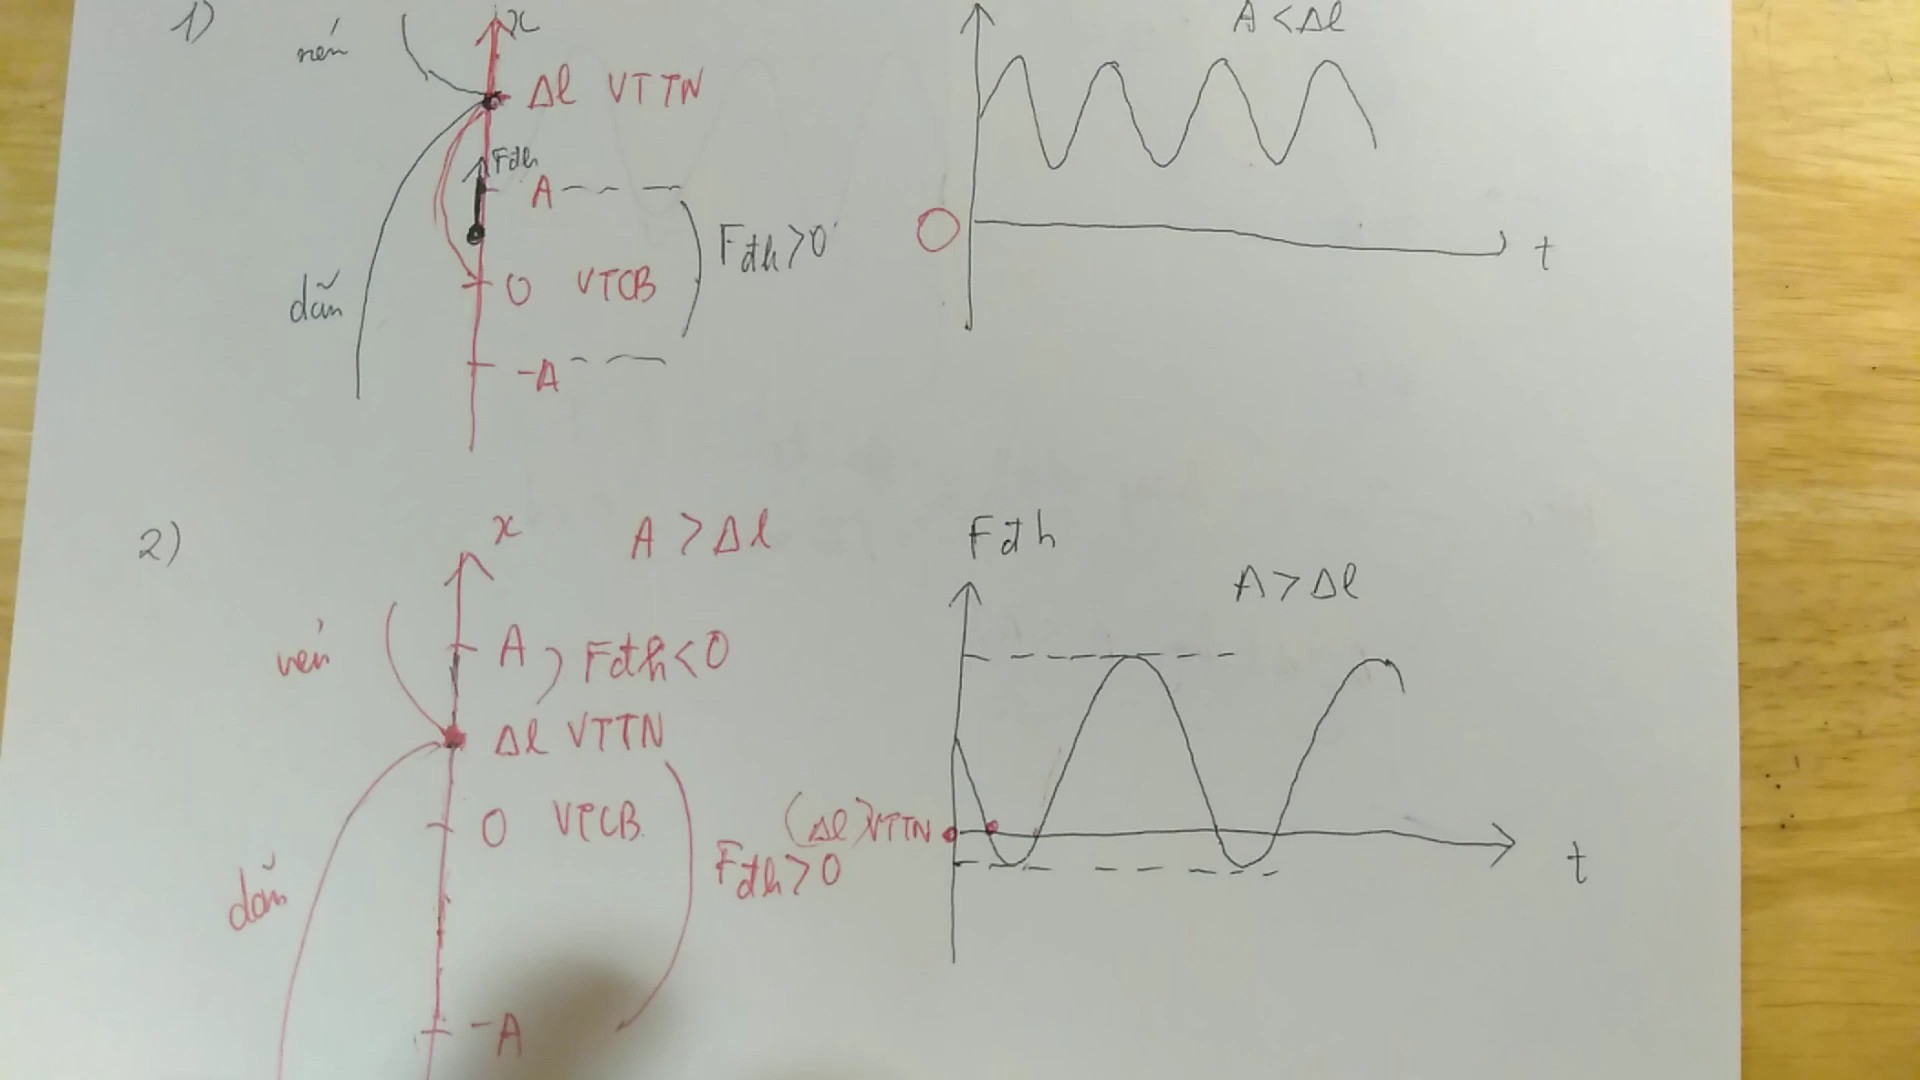 1)
nén
x
Δl VTTN
Fđh
A
Fđh>0
O VTCB
dãn
-A
A<Δl
O
t
2)
x
A>Δl
nén
A
Fđh<0
Δl VTTN
O VTCB
Fđh>0
dãn
-A
Fđh
A>Δl
(Δl)VTTN
t